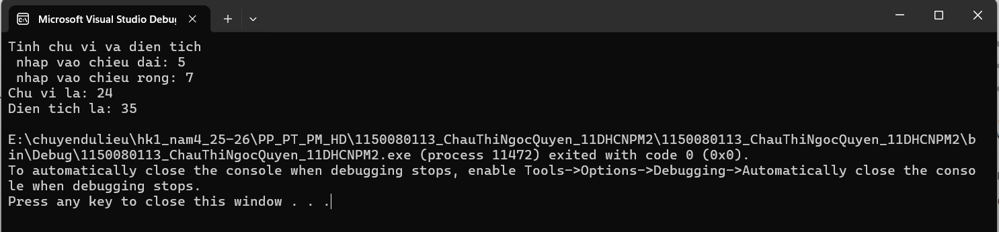 Microsoft Visual Studio Debu
Tinh chu vi va dien tich
nhap vao chieu dai: 5
nhap vao chieu rong: 7
Chu vi la: 24
Dien tich la: 35
E:\chuyendulieu\hk1_nam4_25-26\PP_PT_PM_HD\1150080113_ChauThiNgocQuyen_11DHCNPM2\1150080113_ChauThiNgocQuyen_11DHCNPM2\b
in\Debug\1150080113_ChauThiNgocQuyen_11DHCNPM2.exe (process 11472) exited with code 0 (0x0).
To automatically close the console when debugging stops, enable Tools->Options->Debugging->Automatically close the conso
le when debugging stops.
Press any key to close this window . . .